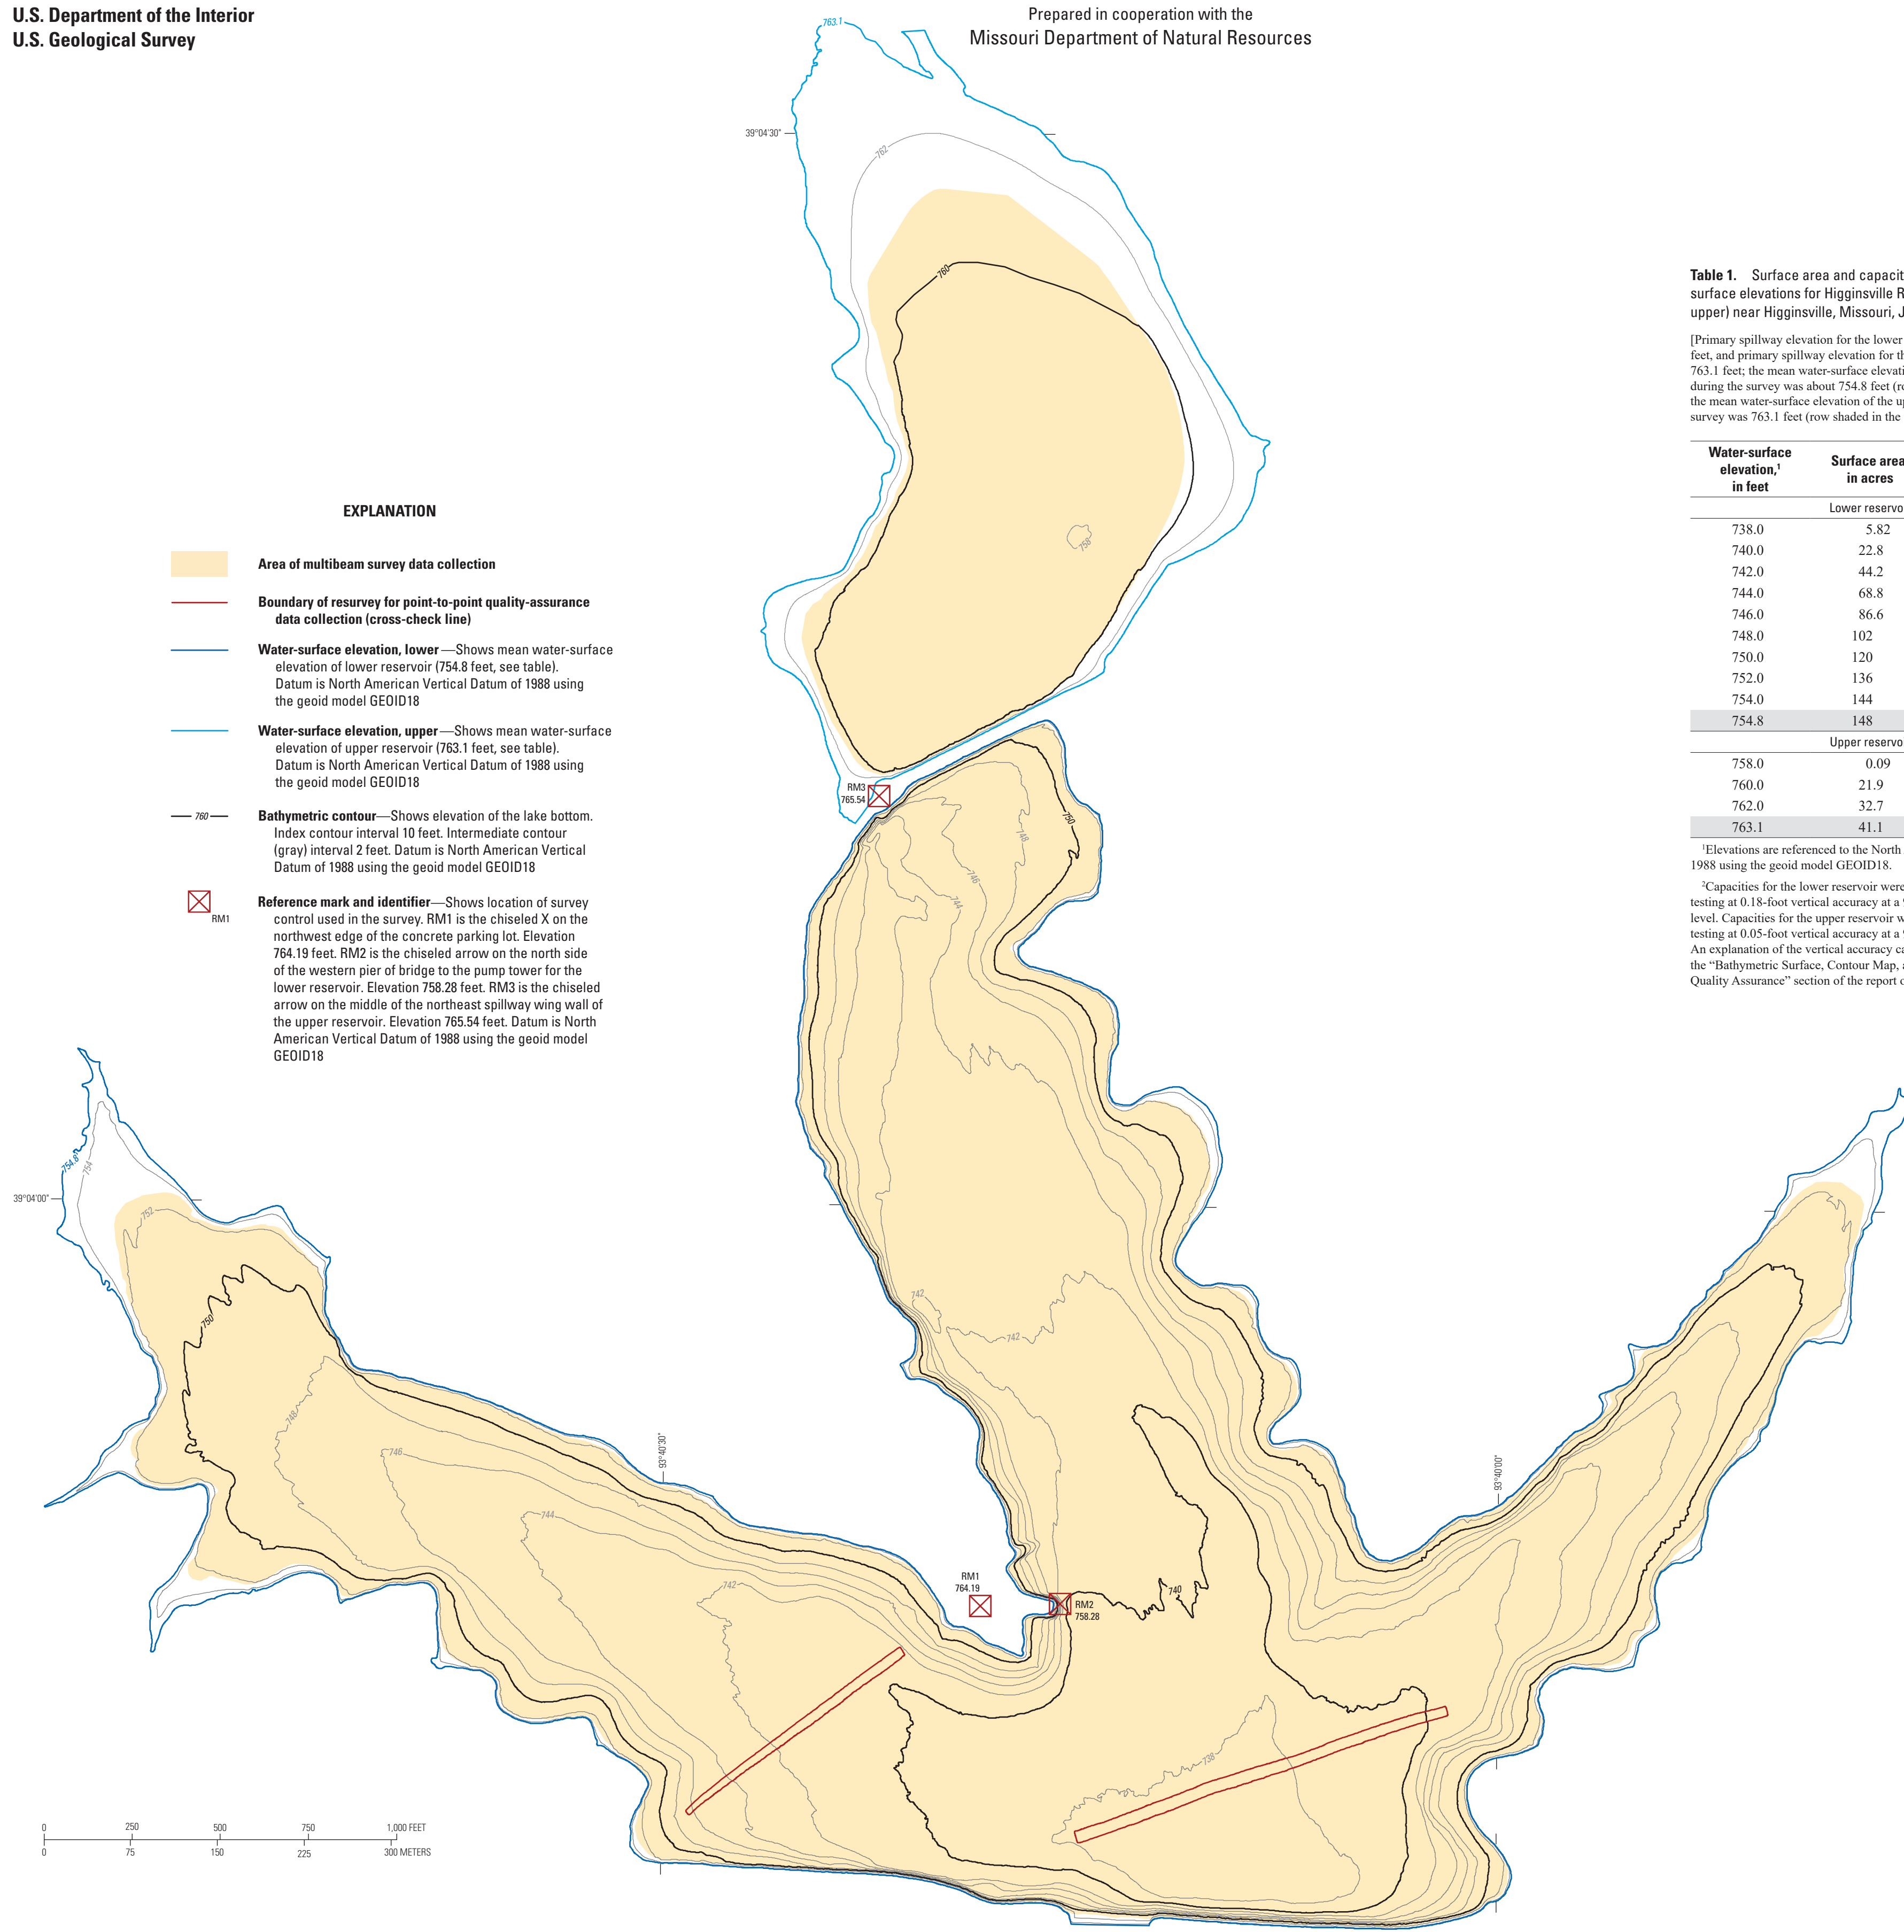 U.S. Department of the Interior
U.S. Geological Survey
Prepared in cooperation with the
Missouri Department of Natural Resources
763.1
39°04'30"
762
760
758
EXPLANATION
Area of multibeam survey data collection
Boundary of resurvey for point-to-point quality-assurance
data collection (cross-check line)
Water-surface elevation, lower—Shows mean water-surface
elevation of lower reservoir (754.8 feet, see table).
Datum is North American Vertical Datum of 1988 using
the geoid model GEOID18
Water-surface elevation, upper—Shows mean water-surface
elevation of upper reservoir (763.1 feet, see table).
Datum is North American Vertical Datum of 1988 using
the geoid model GEOID18
760
Bathymetric contour—Shows elevation of the lake bottom.
Index contour interval 10 feet. Intermediate contour
(gray) interval 2 feet. Datum is North American Vertical
Datum of 1988 using the geoid model GEOID18
RM1
Reference mark and identifier—Shows location of survey
control used in the survey. RM1 is the chiseled X on the
northwest edge of the concrete parking lot. Elevation
764.19 feet. RM2 is the chiseled arrow on the north side
of the western pier of bridge to the pump tower for the
lower reservoir. Elevation 758.28 feet. RM3 is the chiseled
arrow on the middle of the northeast spillway wing wall of
the upper reservoir. Elevation 765.54 feet. Datum is North
American Vertical Datum of 1988 using the geoid model
GEOID18
Table 1. Surface area and capacit
surface elevations for Higginsville R
upper) near Higginsville, Missouri, J
[Primary spillway elevation for the lower
feet, and primary spillway elevation for th
763.1 feet; the mean water-surface elevati
during the survey was about 754.8 feet (ro
the mean water-surface elevation of the up
survey was 763.1 feet (row shaded in the
Water-surface elevation,¹ in feet
Surface area in acres
Lower reservo
738.0 5.82
740.0 22.8
742.0 44.2
744.0 68.8
746.0 86.6
748.0 102
750.0 120
752.0 136
754.0 144
754.8 148
Upper reservo
758.0 0.09
760.0 21.9
762.0 32.7
763.1 41.1
¹Elevations are referenced to the North
1988 using the geoid model GEOID18.
²Capacities for the lower reservoir were
testing at 0.18-foot vertical accuracy at a
level. Capacities for the upper reservoir w
testing at 0.05-foot vertical accuracy at a
An explanation of the vertical accuracy ca
the “Bathymetric Surface, Contour Map, a
Quality Assurance” section of the report o
RM3
765.54
750
748
746
744
754.8
754
39°04'00"
752
750
742
742
748
746
744
742
93°40'30"
93°40'00"
RM1
764.19
RM2
758.28
740
738
0 250 500 750 1,000 FEET
0 75 150 225 300 METERS